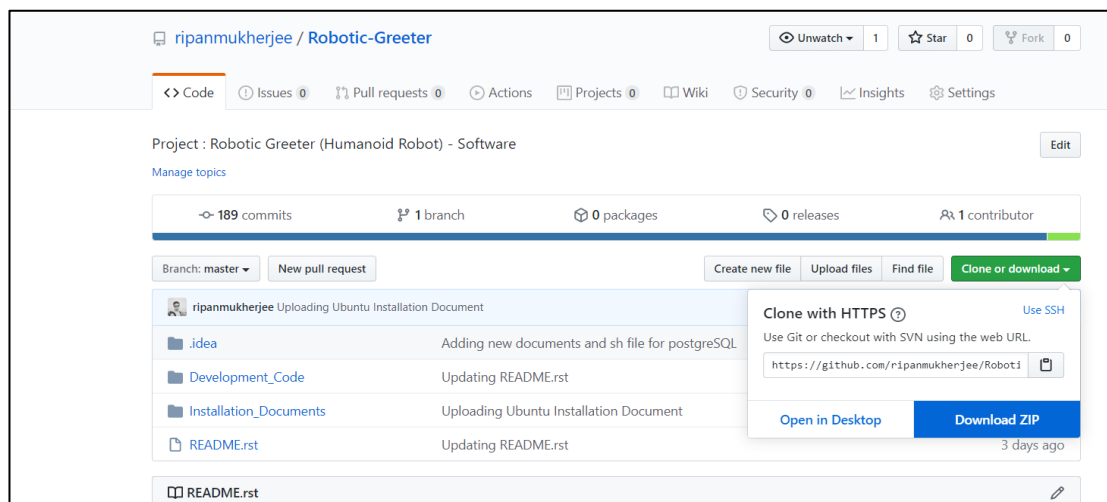 ripanmukherjee / Robotic-Greeter
Unwatch 1 Star 0 Fork 0
Code Issues 0 Pull requests 0 Actions Projects 0 Wiki Security 0 Insights Settings
Project : Robotic Greeter (Humanoid Robot) - Software Edit
Manage topics
189 commits 1 branch 0 packages 0 releases 1 contributor
Branch: master New pull request Create new file Upload files Find file Clone or download
ripanmukherjee Uploading Ubuntu Installation Document
Clone with HTTPS ? Use SSH
Use Git or checkout with SVN using the web URL.
https://github.com/ripanmukherjee/Roboti
Open in Desktop Download ZIP
.idea Adding new documents and sh file for postgreSQL
Development_Code Updating README.rst
Installation_Documents Uploading Ubuntu Installation Document
README.rst Updating README.rst 3 days ago
README.rst